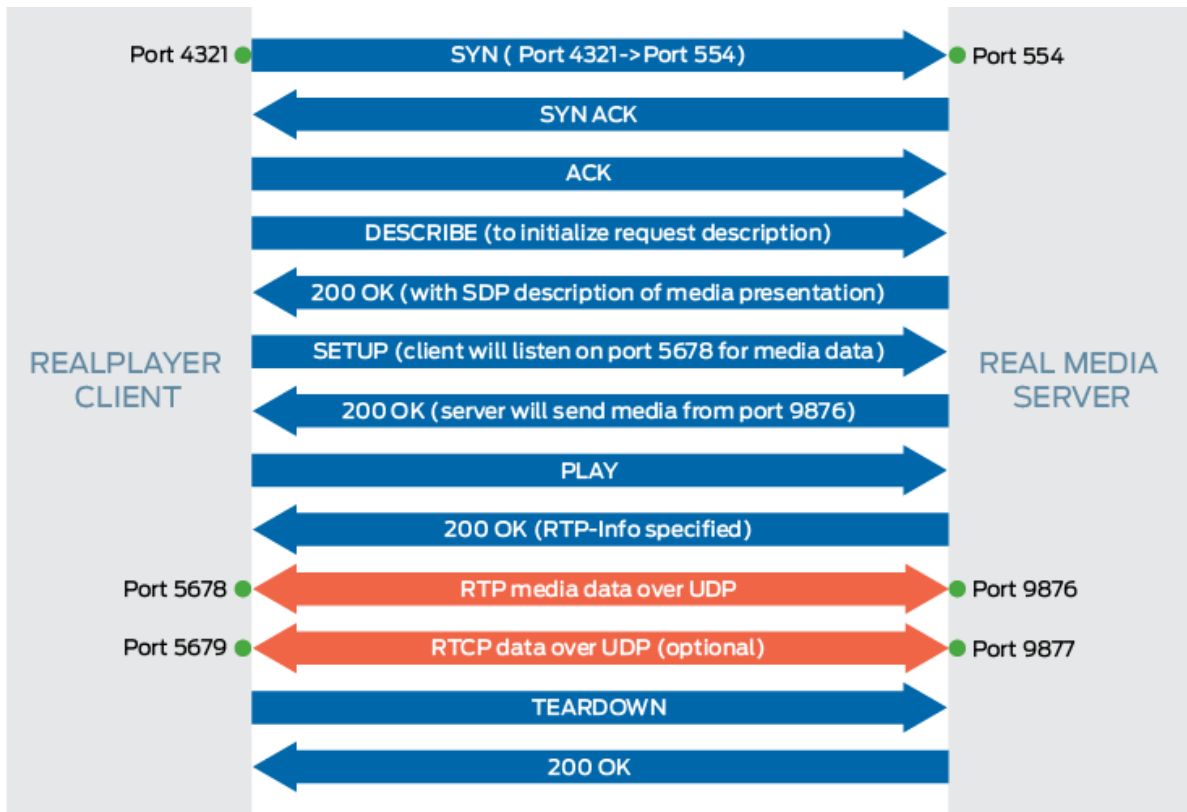 Port 4321
SYN ( Port 4321->Port 554)
Port 554
SYN ACK
ACK
DESCRIBE (to initialize request description)
200 OK (with SDP description of media presentation)
SETUP (client will listen on port 5678 for media data)
REALPLAYER
CLIENT
REAL MEDIA
SERVER
200 OK (server will send media from port 9876)
PLAY
200 OK (RTP-Info specified)
Port 5678
RTP media data over UDP
Port 9876
Port 5679
RTCP data over UDP (optional)
Port 9877
TEARDOWN
200 OK